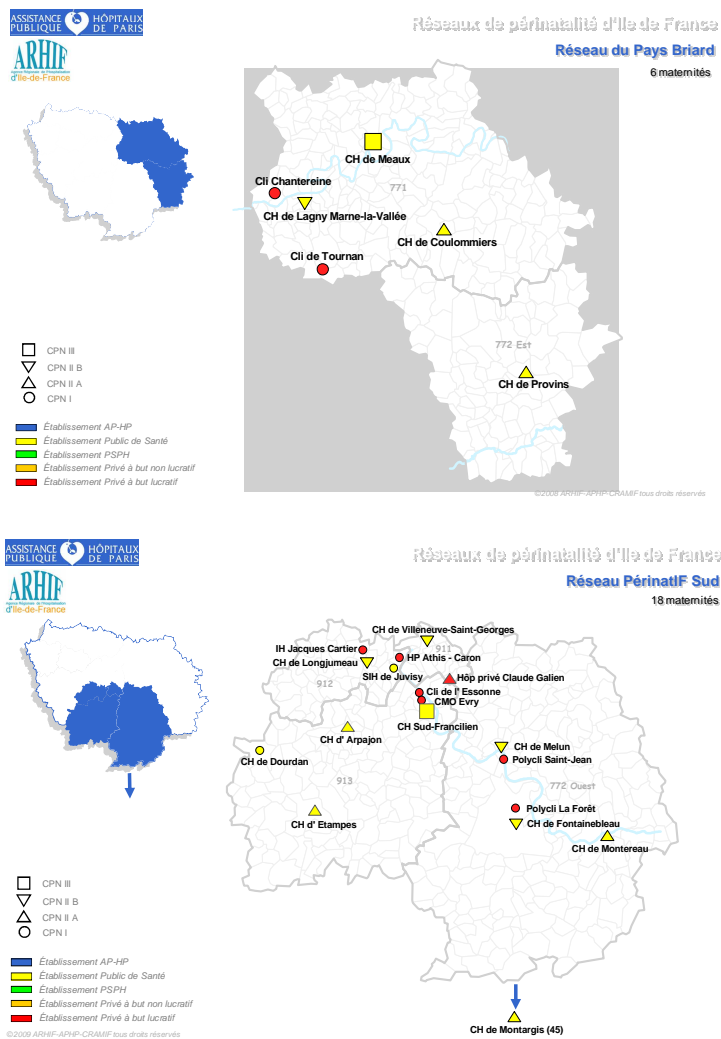 ASSISTANCE HÔPITAUX
PUBLIQUE DE PARIS
Réseaux de périnatalité d'Ile de France
ARHIF
Agence Régionale de l'Hospitalisation
d'Ile-de-France
Réseau du Pays Briard
6 maternités
CH de Meaux
Cli Chantereine
771
CH de Lagny Marne-la-Vallée
CH de Coulommiers
Cli de Tournan
772 Est
CH de Provins
CPN III
CPN II B
CPN II A
CPN I
Établissement AP-HP
Établissement Public de Santé
Établissement PSPH
Établissement Privé à but non lucratif
Établissement Privé à but lucratif
©2008 ARHIF-APHP-CRAMIF tous droits réservés
ASSISTANCE HÔPITAUX
PUBLIQUE DE PARIS
Réseaux de périnatalité d'Ile de France
ARHIF
Agence Régionale de l'Hospitalisation
d'Ile-de-France
Réseau PérinatIF Sud
18 maternités
CH de Villeneuve-Saint-Georges
IH Jacques Cartier
911
HP Athis - Caron
CH de Longjumeau
SIH de Juvisy
Hôp privé Claude Galien
912
Cli de l' Essonne
CMO Evry
CH Sud-Francilien
CH d' Arpajon
CH de Melun
CH de Dourdan
Polycli Saint-Jean
913
772 Ouest
Polycli La Forêt
CH d' Etampes
CH de Fontainebleau
CH de Montereau
CPN III
CPN II B
CPN II A
CPN I
Établissement AP-HP
Établissement Public de Santé
Établissement PSPH
Établissement Privé à but non lucratif
Établissement Privé à but lucratif
CH de Montargis (45)
©2009 ARHIF-APHP-CRAMIF tous droits réservés